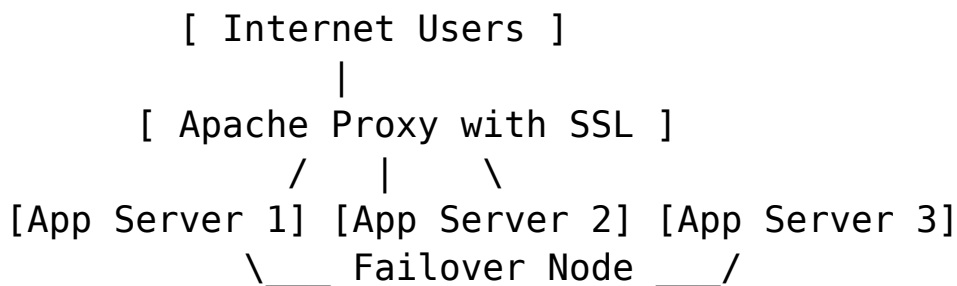 [ Internet Users ]
|
[ Apache Proxy with SSL ]
/ | \
[App Server 1] [App Server 2] [App Server 3]
\___ Failover Node ___/